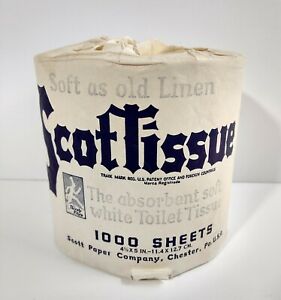 Soft as old Linen
ScotTissue
TRADE MARK REG. U.S. PATENT OFFICE AND FOREIGN COUNTRIES
Marca Registrada
The absorbent soft
white Toilet Tissue
1000 SHEETS
4½ X 5 IN.-11.4 X 12.7 CM.
Scott Paper Company, Chester, Pa. U.S.A.